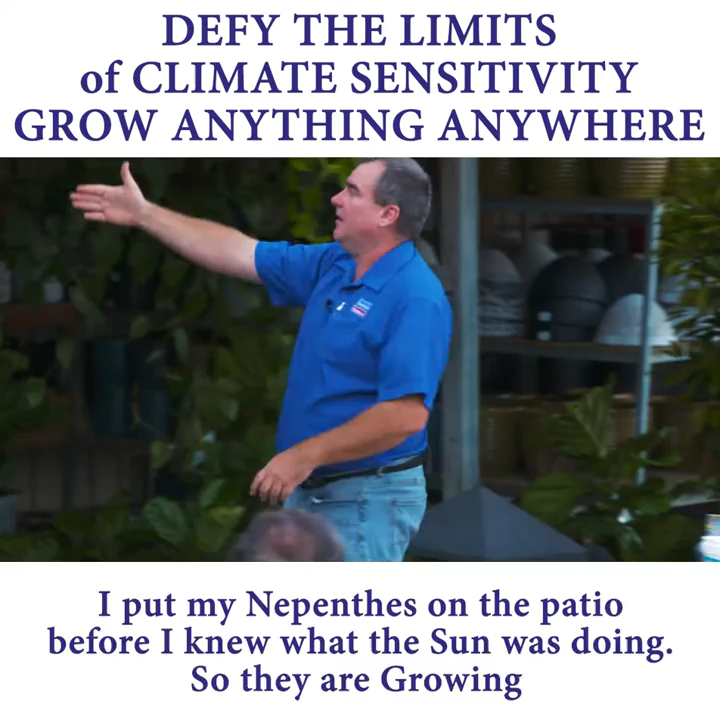 DEFY THE LIMITS
of CLIMATE SENSITIVITY
GROW ANYTHING ANYWHERE
I put my Nepenthes on the patio
before I knew what the Sun was doing.
So they are Growing